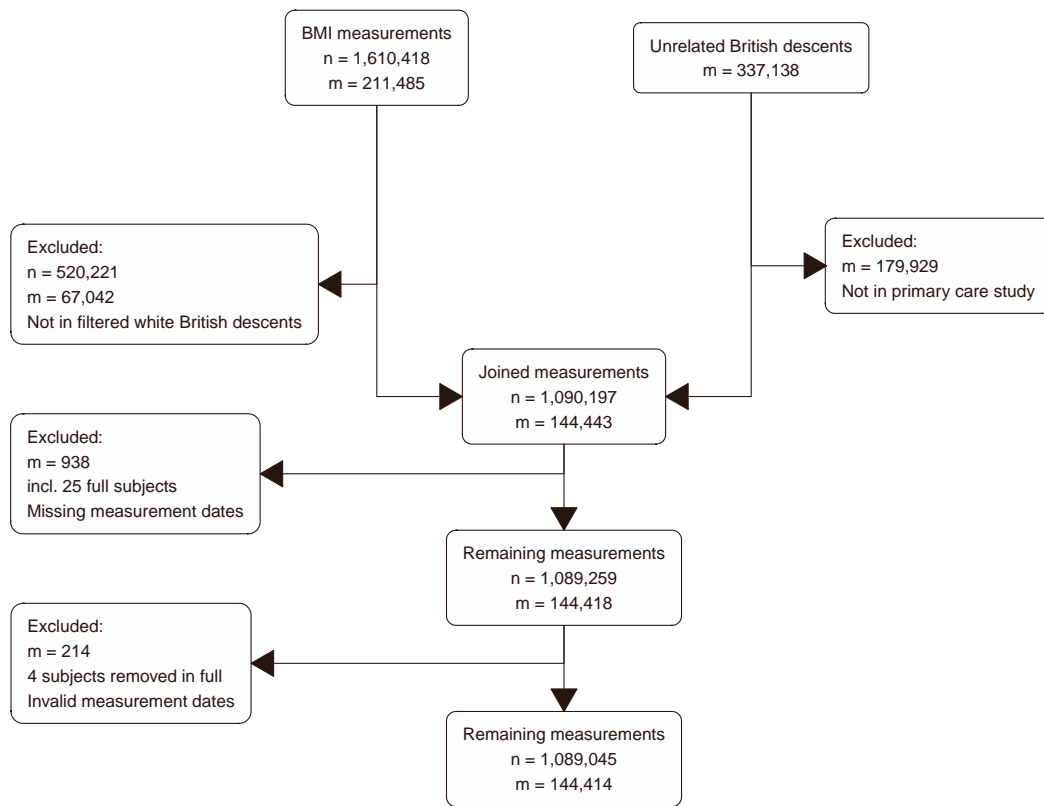 BMI measurements
n = 1,610,418
m = 211,485
Unrelated British descents
m = 337,138
Excluded:
n = 520,221
m = 67,042
Not in filtered white British descents
Excluded:
m = 179,929
Not in primary care study
Joined measurements
n = 1,090,197
m = 144,443
Excluded:
m = 938
incl. 25 full subjects
Missing measurement dates
Remaining measurements
n = 1,089,259
m = 144,418
Excluded:
m = 214
4 subjects removed in full
Invalid measurement dates
Remaining measurements
n = 1,089,045
m = 144,414